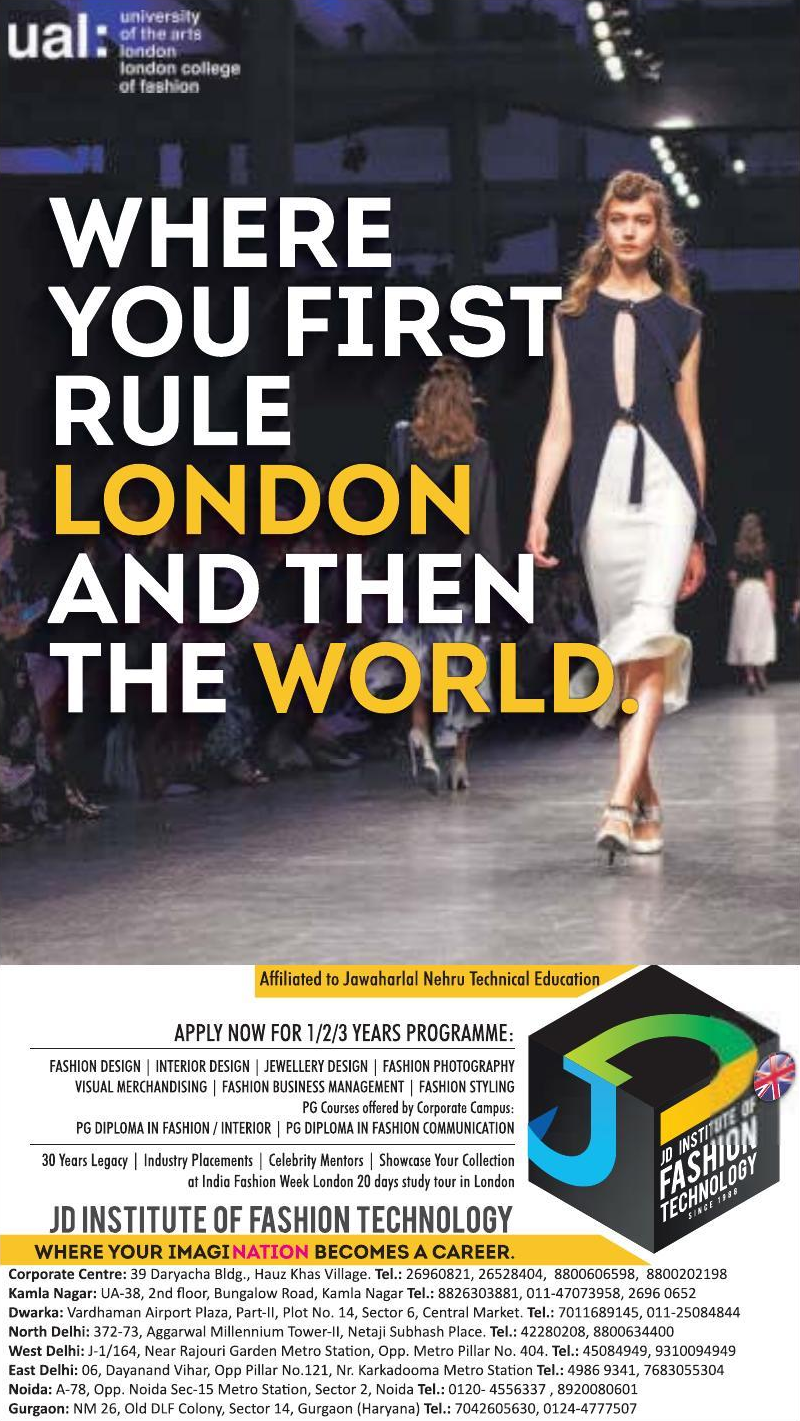 ual:
university
of the arts
london
london college
of fashion
WHERE
YOU FIRST
RULE
LONDON
AND THEN
THE WORLD.
Affiliated to Jawaharlal Nehru Technical Education
APPLY NOW FOR 1/2/3 YEARS PROGRAMME:
FASHION DESIGN | INTERIOR DESIGN | JEWELLERY DESIGN | FASHION PHOTOGRAPHY
VISUAL MERCHANDISING | FASHION BUSINESS MANAGEMENT | FASHION STYLING
PG Courses offered by Corporate Campus:
PG DIPLOMA IN FASHION / INTERIOR | PG DIPLOMA IN FASHION COMMUNICATION
30 Years Legacy | Industry Placements | Celebrity Mentors | Showcase Your Collection
at India Fashion Week London 20 days study tour in London
JD INSTITUTE OF FASHION TECHNOLOGY
WHERE YOUR IMAGINATION BECOMES A CAREER.
JD INSTITUTE OF
FASHION
TECHNOLOGY
SINCE 1988
Corporate Centre: 39 Daryacha Bldg., Hauz Khas Village. Tel.: 26960821, 26528404, 8800606598, 8800202198
Kamla Nagar: UA-38, 2nd floor, Bungalow Road, Kamla Nagar Tel.: 8826303881, 011-47073958, 2696 0652
Dwarka: Vardhaman Airport Plaza, Part-II, Plot No. 14, Sector 6, Central Market. Tel.: 7011689145, 011-25084844
North Delhi: 372-73, Aggarwal Millennium Tower-II, Netaji Subhash Place. Tel.: 42280208, 8800634400
West Delhi: J-1/164, Near Rajouri Garden Metro Station, Opp. Metro Pillar No. 404. Tel.: 45084949, 9310094949
East Delhi: 06, Dayanand Vihar, Opp Pillar No.121, Nr. Karkadooma Metro Station Tel.: 4986 9341, 7683055304
Noida: A-78, Opp. Noida Sec-15 Metro Station, Sector 2, Noida Tel.: 0120- 4556337 , 8920080601
Gurgaon: NM 26, Old DLF Colony, Sector 14, Gurgaon (Haryana) Tel.: 7042605630, 0124-4777507